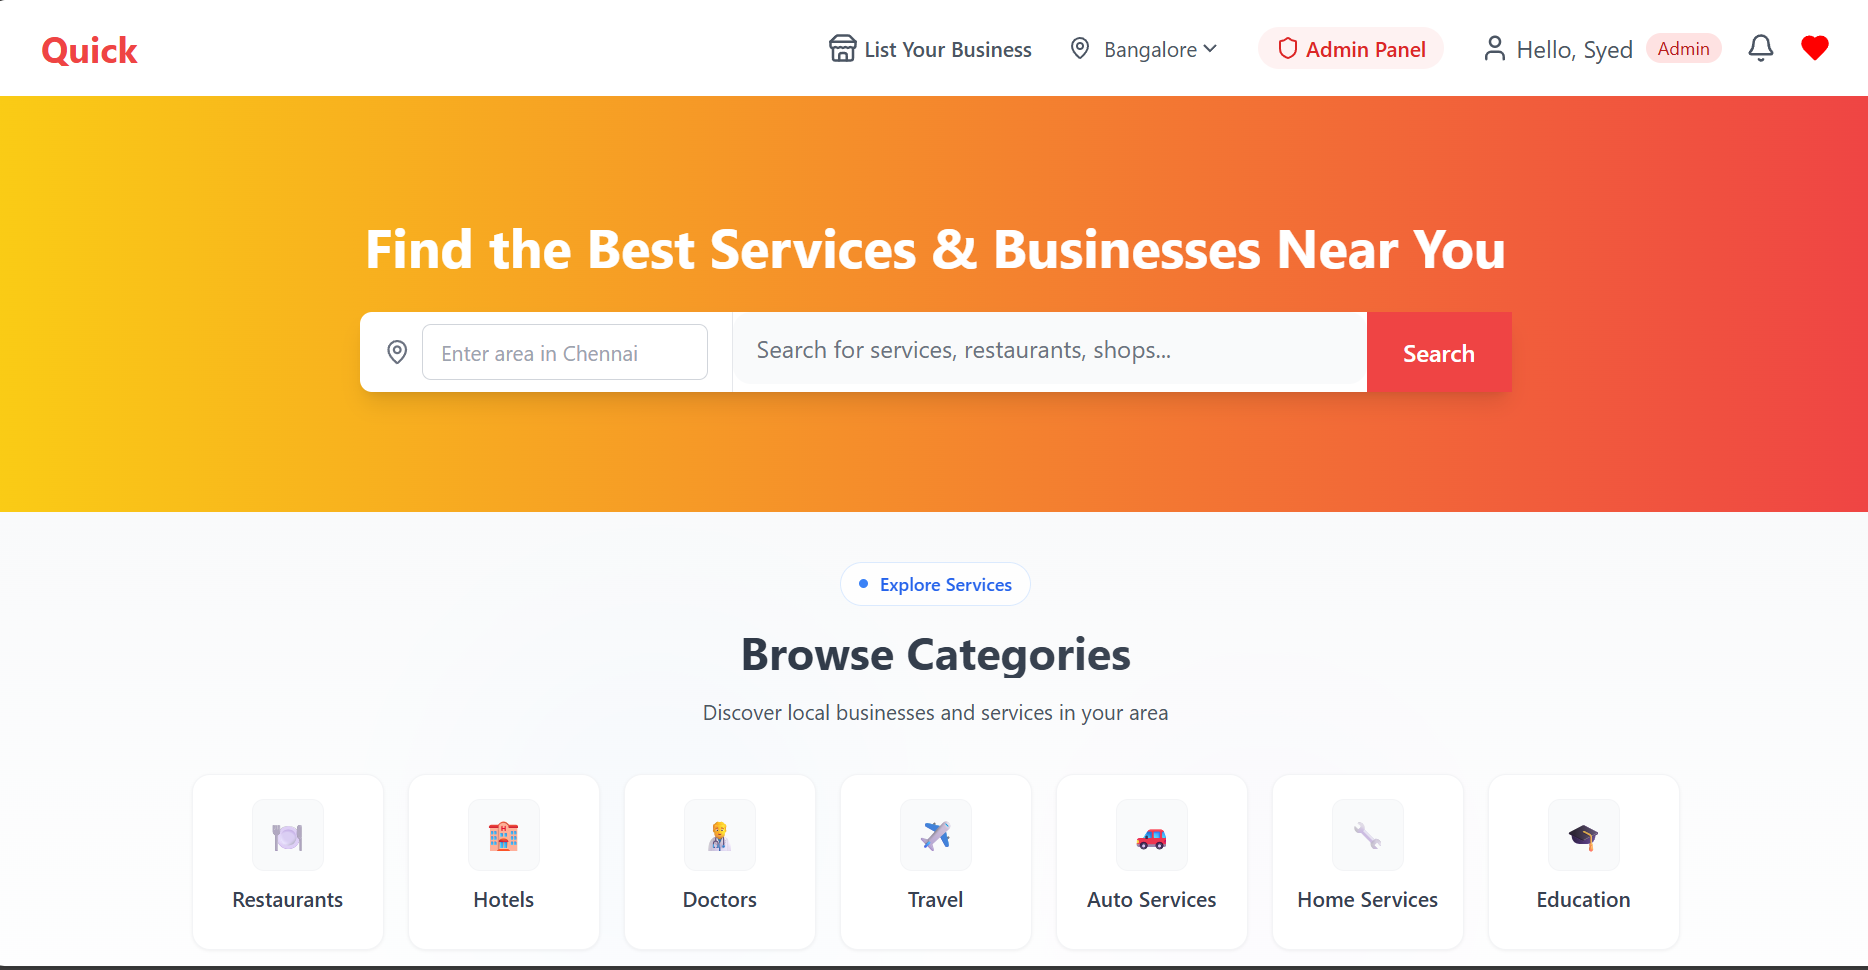 Quick
List Your Business
Bangalore
Admin Panel
Hello, Syed
Admin
Find the Best Services & Businesses Near You
Enter area in Chennai
Search for services, restaurants, shops...
Search
Explore Services
Browse Categories
Discover local businesses and services in your area
Restaurants
Hotels
Doctors
Travel
Auto Services
Home Services
Education